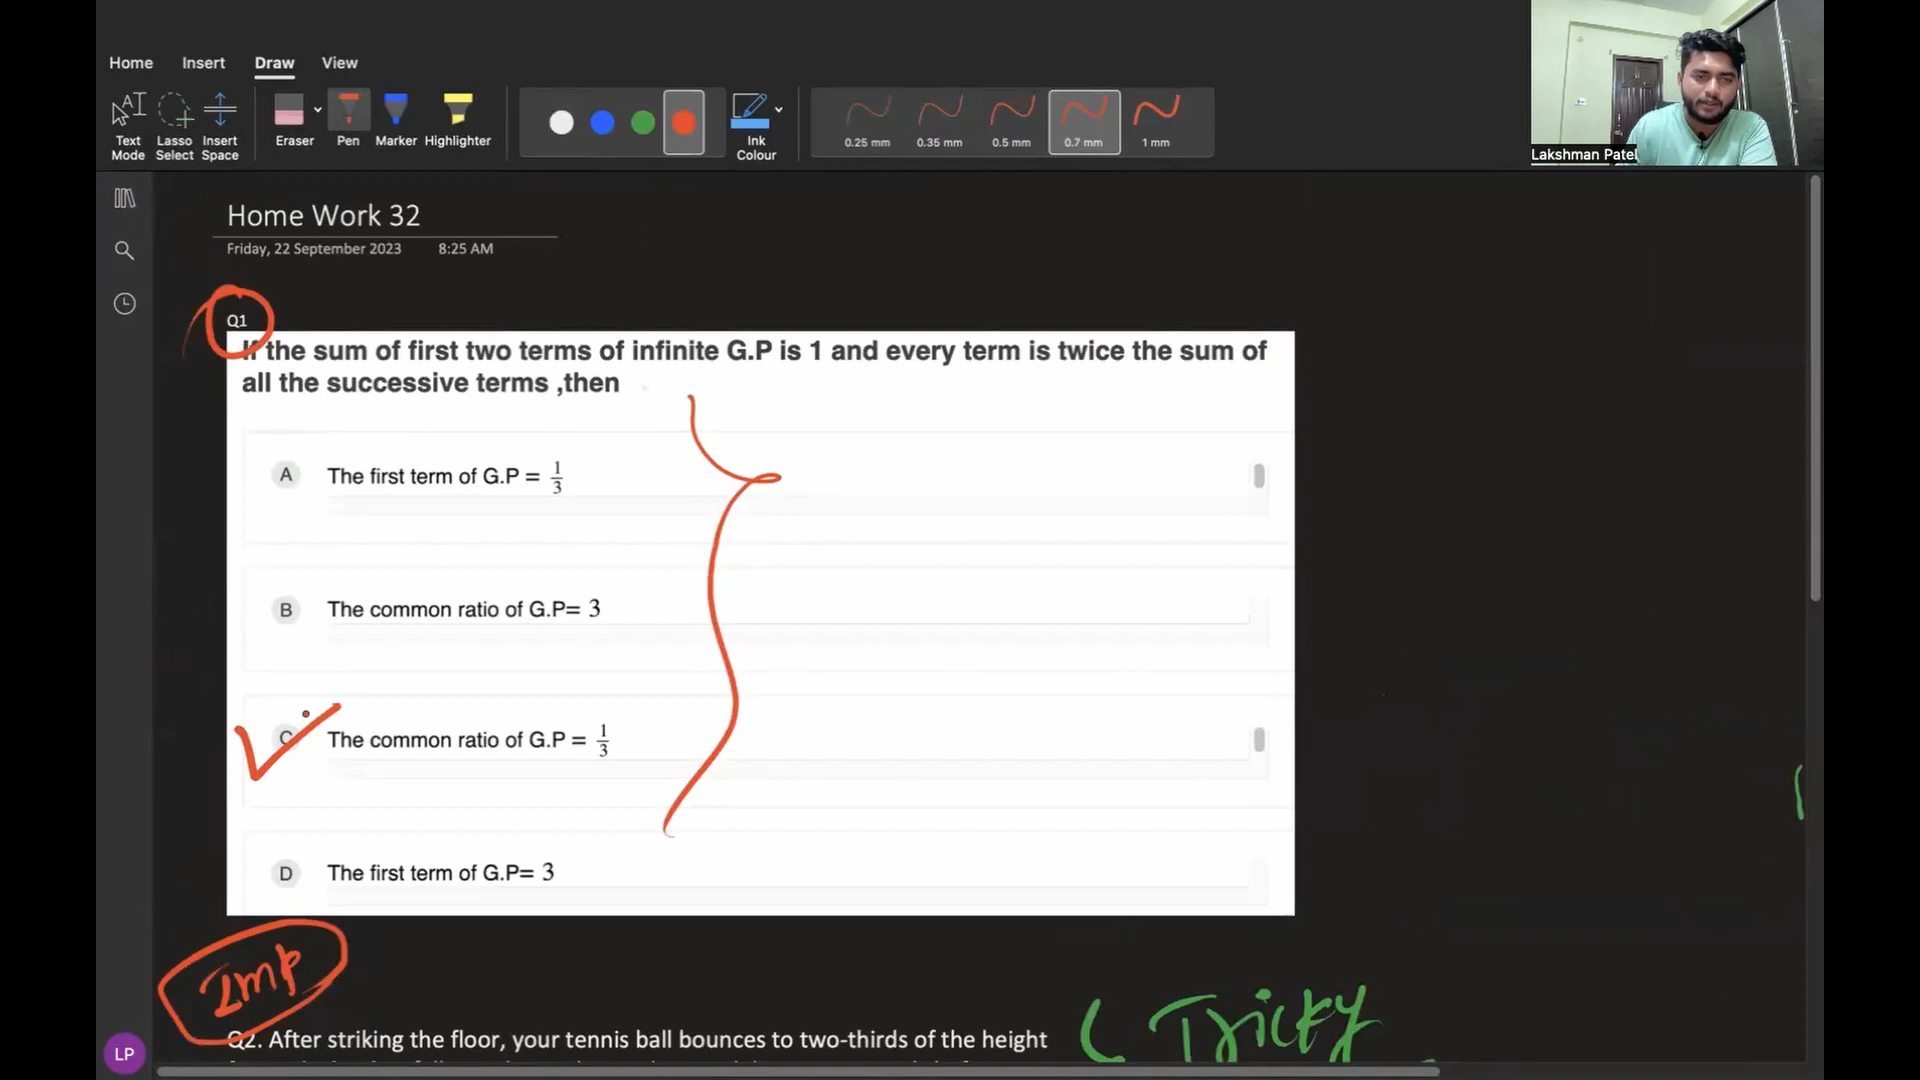 Home Insert Draw View
Text Mode
Lasso Select
Insert Space
Eraser
Pen
Marker
Highlighter
Ink Colour
0.25 mm
0.35 mm
0.5 mm
0.7 mm
1 mm
Lakshman Patel
Home Work 32
Friday, 22 September 2023 8:25 AM
Q1
If the sum of first two terms of infinite G.P is 1 and every term is twice the sum of
all the successive terms ,then
A The first term of G.P = 1/3
B The common ratio of G.P= 3
C The common ratio of G.P = 1/3
D The first term of G.P= 3
Imp
( Tricky
Q2. After striking the floor, your tennis ball bounces to two-thirds of the height
LP